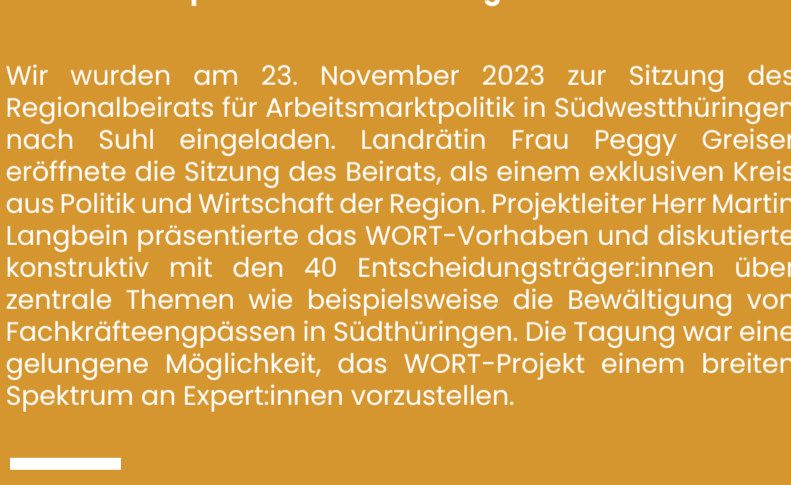 Wir wurden am 23. November 2023 zur Sitzung des
Regionalbeirats für Arbeitsmarktpolitik in Südwestthüringen
nach Suhl eingeladen. Landrätin Frau Peggy Greiser
eröffnete die Sitzung des Beirats, als einem exklusiven Kreis
aus Politik und Wirtschaft der Region. Projektleiter Herr Martin
Langbein präsentierte das WORT-Vorhaben und diskutierte
konstruktiv mit den 40 Entscheidungsträger:innen über
zentrale Themen wie beispielsweise die Bewältigung von
Fachkräfteengpässen in Südthüringen. Die Tagung war eine
gelungene Möglichkeit, das WORT-Projekt einem breiten
Spektrum an Expert:innen vorzustellen.